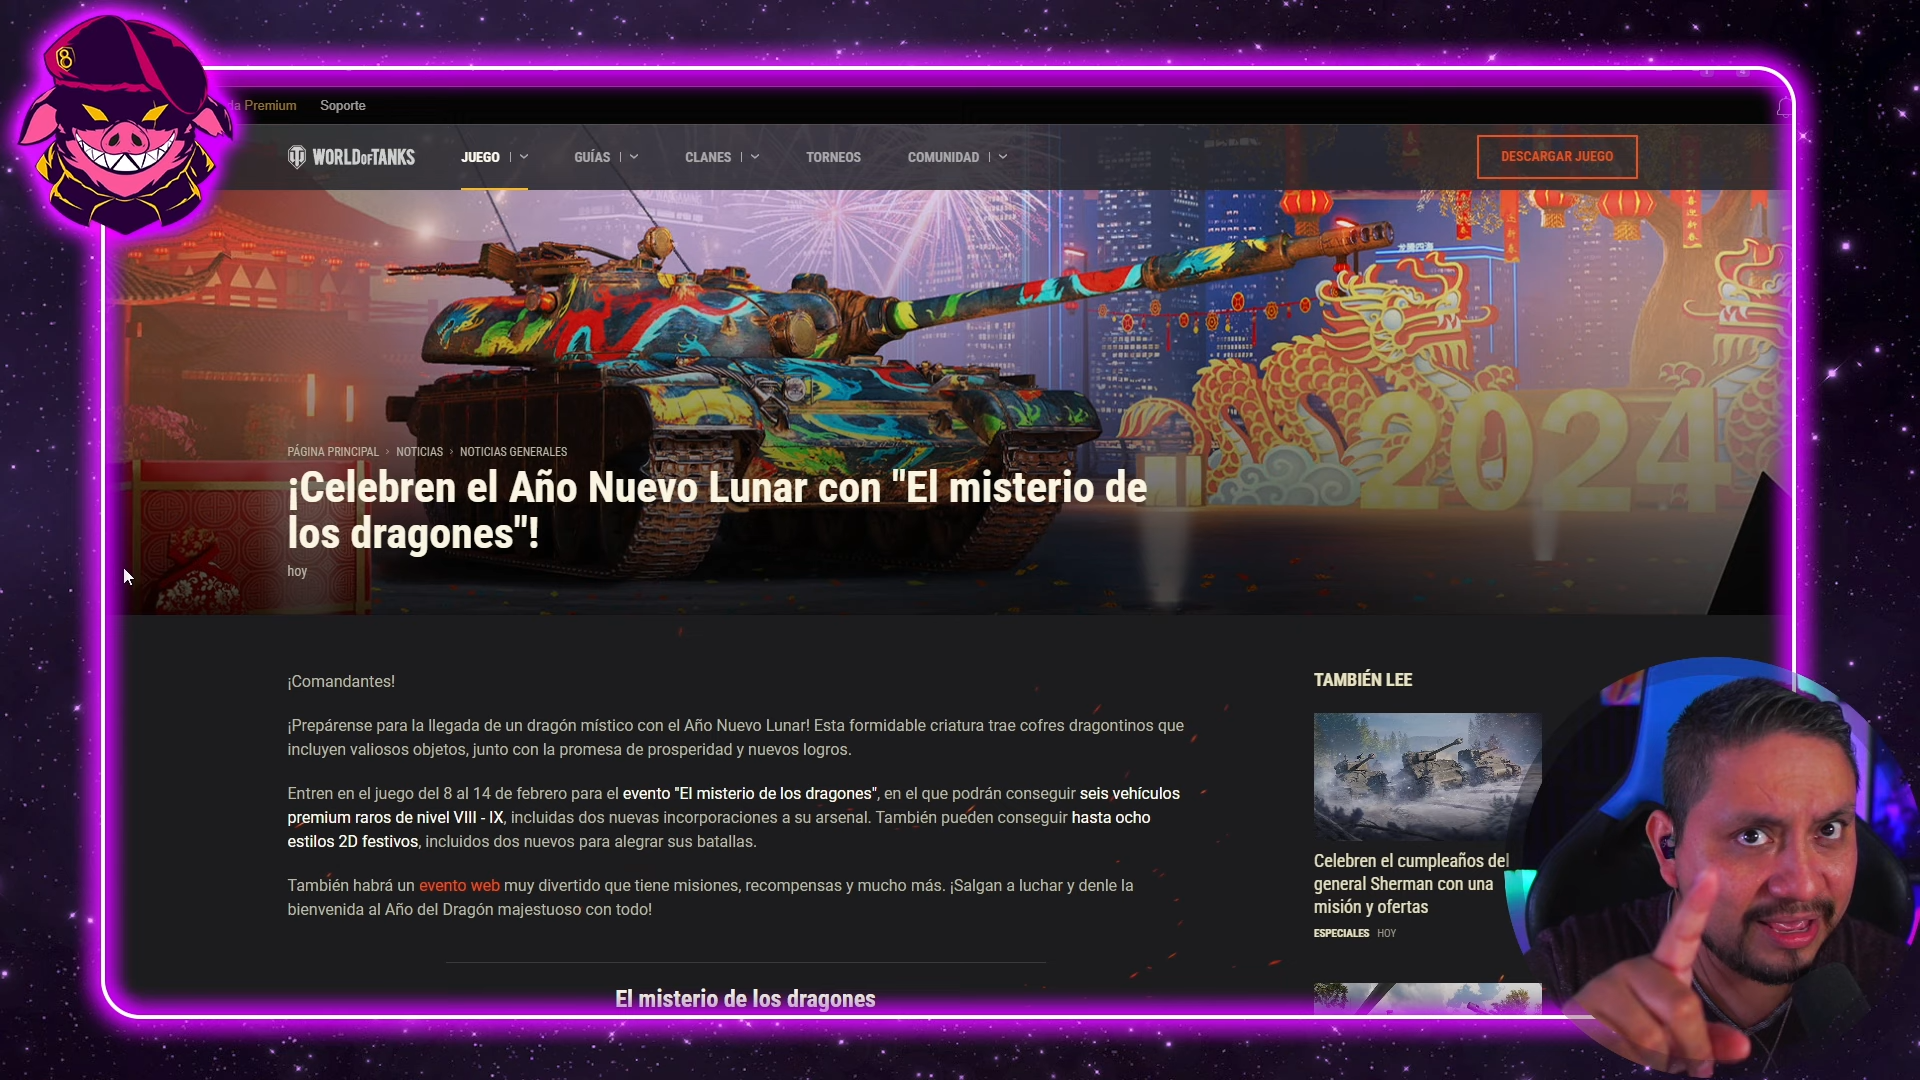 8
da Premium
Soporte
WORLD OF TANKS
JUEGO
GUÍAS
CLANES
TORNEOS
COMUNIDAD
DESCARGAR JUEGO
2024
PÁGINA PRINCIPAL › NOTICIAS › NOTICIAS GENERALES
¡Celebren el Año Nuevo Lunar con "El misterio de
los dragones"!
hoy
¡Comandantes!
¡Prepárense para la llegada de un dragón místico con el Año Nuevo Lunar! Esta formidable criatura trae cofres dragontinos que
incluyen valiosos objetos, junto con la promesa de prosperidad y nuevos logros.
Entren en el juego del 8 al 14 de febrero para el evento "El misterio de los dragones", en el que podrán conseguir seis vehículos
premium raros de nivel VIII - IX, incluidas dos nuevas incorporaciones a su arsenal. También pueden conseguir hasta ocho
estilos 2D festivos, incluidos dos nuevos para alegrar sus batallas.
También habrá un evento web muy divertido que tiene misiones, recompensas y mucho más. ¡Salgan a luchar y denle la
bienvenida al Año del Dragón majestuoso con todo!
El misterio de los dragones
TAMBIÉN LEE
Celebren el cumpleaños del
general Sherman con una
misión y ofertas
ESPECIALES HOY